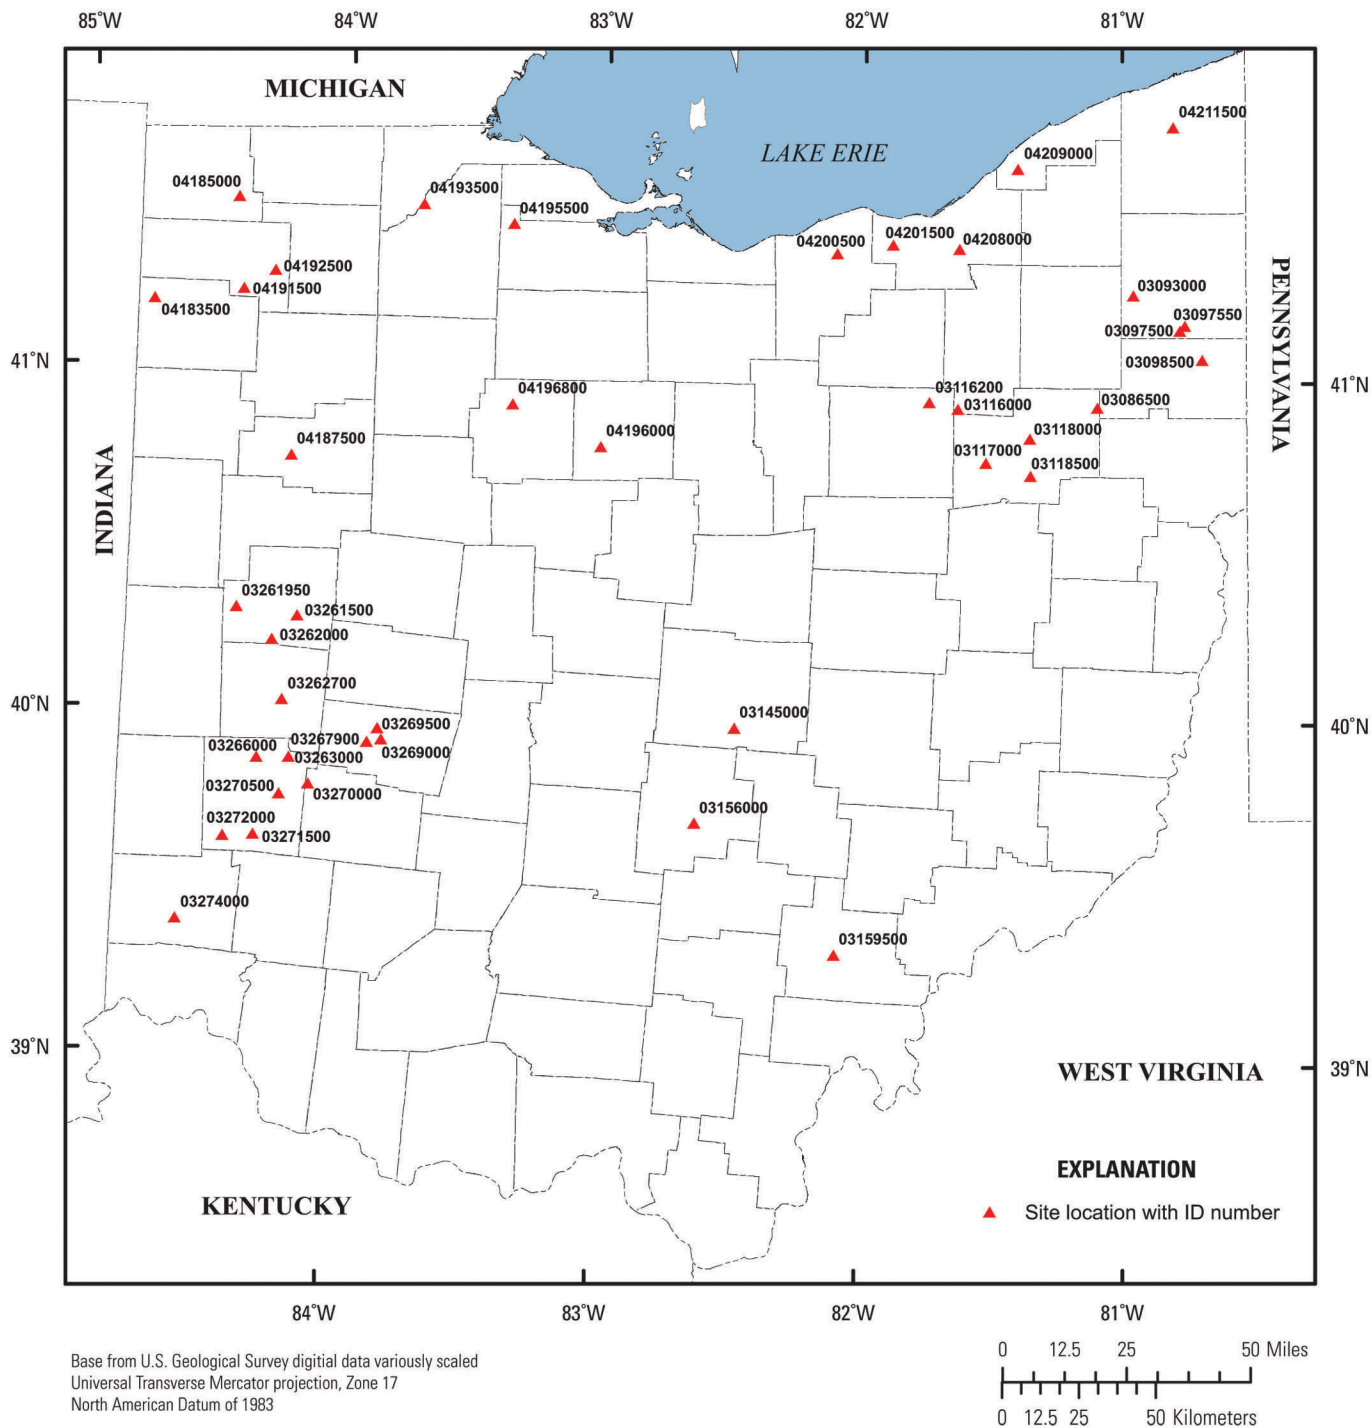 85°W 84°W 83°W 82°W 81°W
MICHIGAN
04211500
LAKE ERIE
04209000
04185000
04193500
04195500
04201500
04200500
04208000
04192500
04191500
04183500
03093000
03097550
03097500
03098500
PENNSYLVANIA
41°N
41°N
04196800
03116200
03116000
03086500
04187500
04196000
03118000
03117000
03118500
INDIANA
03261950
03261500
03262000
03262700
40°N
40°N
03145000
03269500
03267900
03266000
03269000
03263000
03270500
03270000
03272000
03271500
03156000
03274000
03159500
39°N
39°N
WEST VIRGINIA
EXPLANATION
Site location with ID number
KENTUCKY
84°W 83°W 82°W 81°W
Base from U.S. Geological Survey digitial data variously scaled
Universal Transverse Mercator projection, Zone 17
North American Datum of 1983
0 12.5 25 50 Miles
0 12.5 25 50 Kilometers